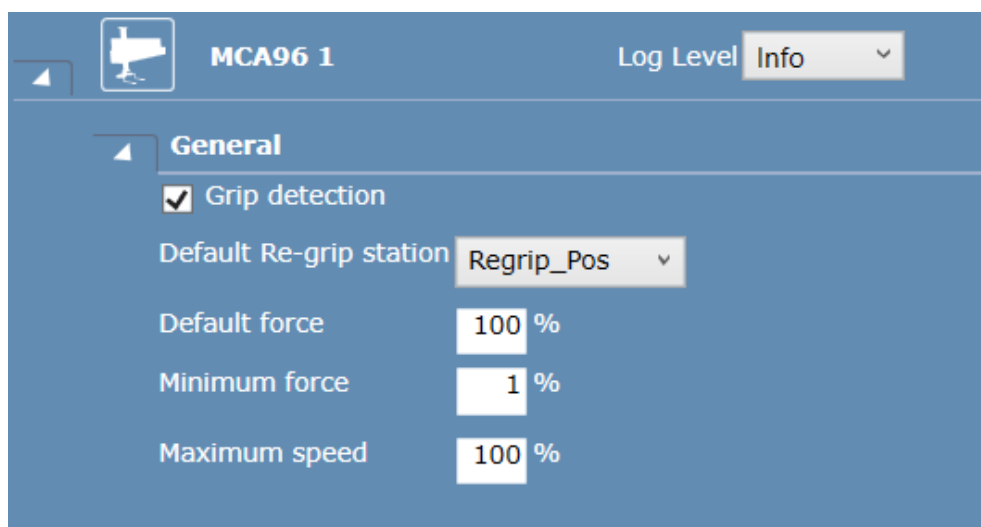 MCA96 1 Log Level Info
General
Grip detection
Default Re-grip station Regrip_Pos
Default force 100 %
Minimum force 1 %
Maximum speed 100 %